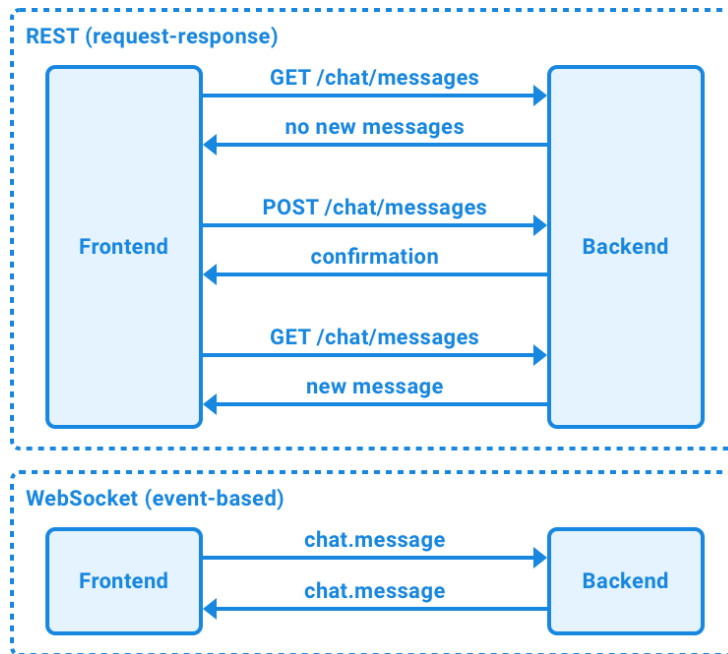 REST (request-response)
GET /chat/messages
no new messages
POST /chat/messages
Frontend
Backend
confirmation
GET /chat/messages
new message
WebSocket (event-based)
chat.message
Frontend
Backend
chat.message